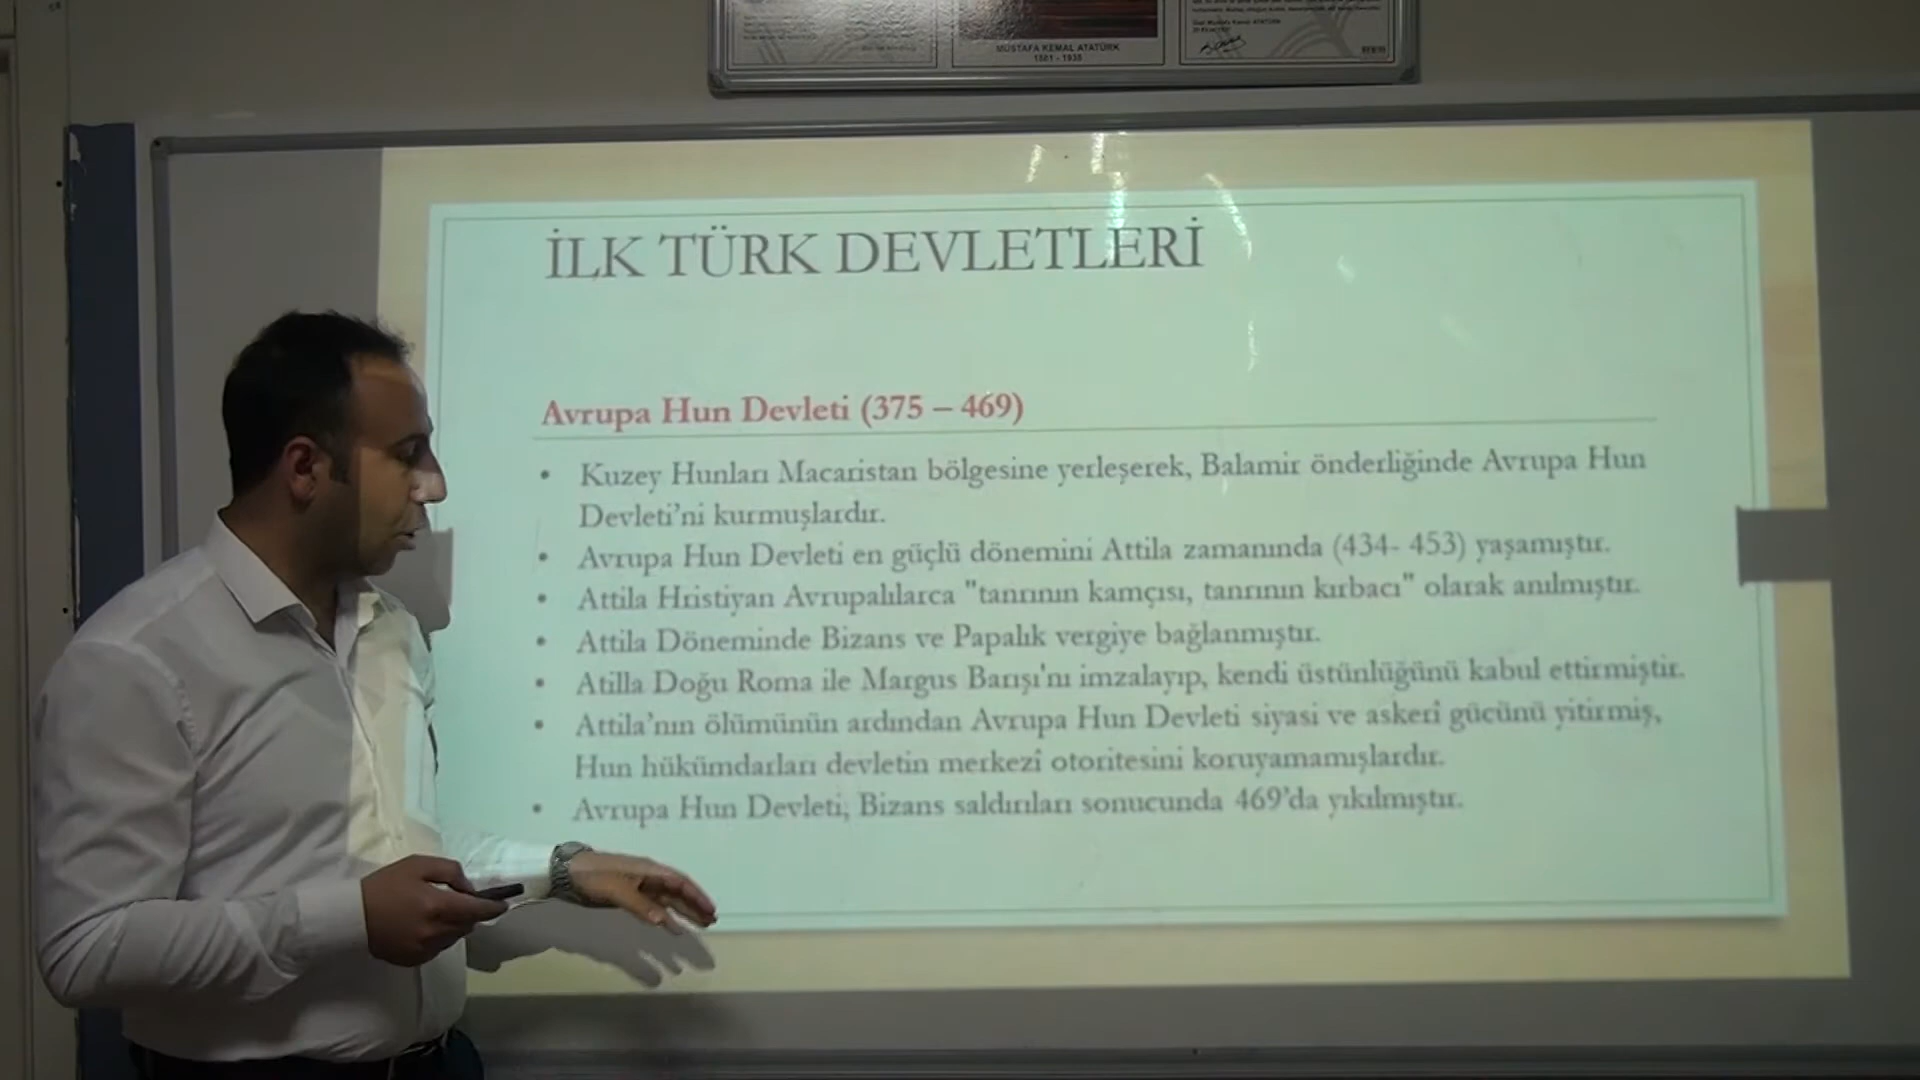 MUSTAFA KEMAL ATATÜRK
1881 - 1938
İLK TÜRK DEVLETLERİ
Avrupa Hun Devleti (375 – 469)
• Kuzey Hunları Macaristan bölgesine yerleşerek, Balamir önderliğinde Avrupa Hun
Devleti’ni kurmuşlardır.
• Avrupa Hun Devleti en güçlü dönemini Attila zamanında (434- 453) yaşamıştır.
• Attila Hristiyan Avrupalılarca "tanrının kamçısı, tanrının kırbacı" olarak anılmıştır.
• Attila Döneminde Bizans ve Papalık vergiye bağlanmıştır.
• Atilla Doğu Roma ile Margus Barışı'nı imzalayıp, kendi üstünlüğünü kabul ettirmiştir.
• Attila’nın ölümünün ardından Avrupa Hun Devleti siyasi ve askerî gücünü yitirmiş,
Hun hükümdarları devletin merkezî otoritesini koruyamamışlardır.
• Avrupa Hun Devleti, Bizans saldırıları sonucunda 469’da yıkılmıştır.